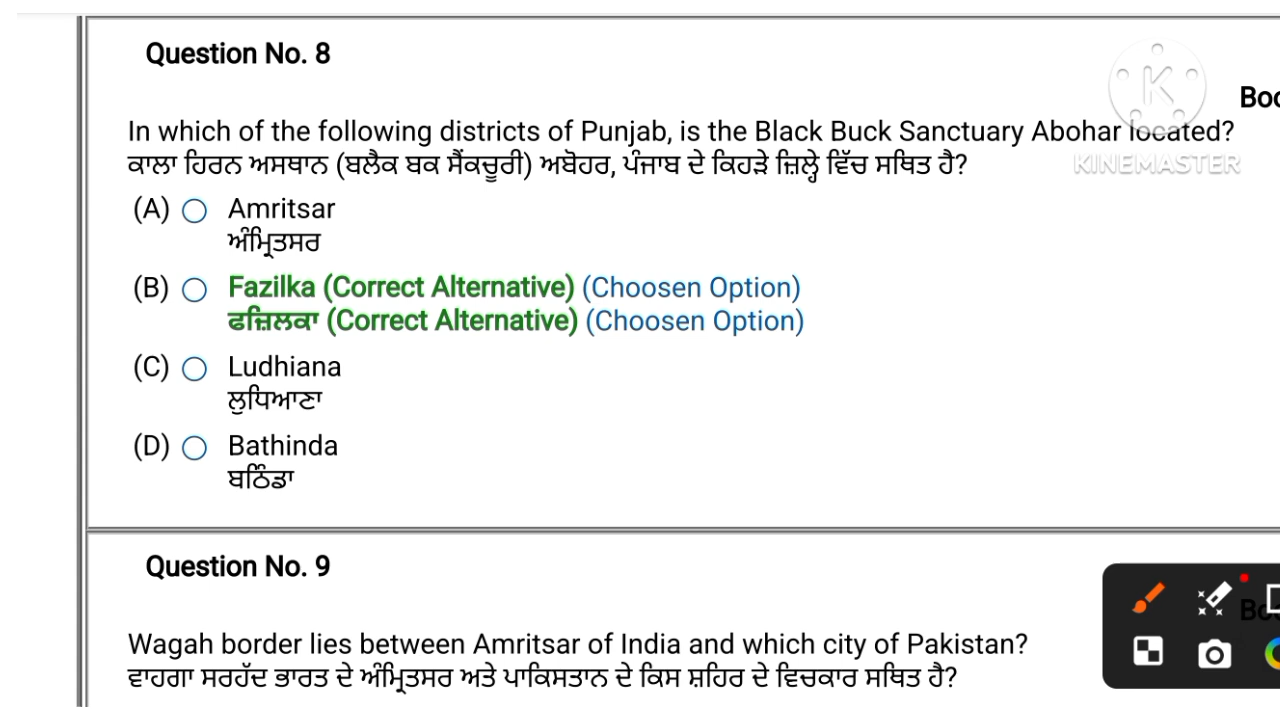 Question No. 8
Boo
In which of the following districts of Punjab, is the Black Buck Sanctuary Abohar located?
ਕਾਲਾ ਹਿਰਨ ਅਸਥਾਨ (ਬਲੈਕ ਬਕ ਸੈਂਕਚੂਰੀ) ਅਬੋਹਰ, ਪੰਜਾਬ ਦੇ ਕਿਹੜੇ ਜ਼ਿਲ੍ਹੇ ਵਿੱਚ ਸਥਿਤ ਹੈ?
KINEMASTER
(A) Amritsar
ਅੰਮ੍ਰਿਤਸਰ
(B) Fazilka (Correct Alternative) (Choosen Option)
ਫਜ਼ਿਲਕਾ (Correct Alternative) (Choosen Option)
(C) Ludhiana
ਲੁਧਿਆਣਾ
(D) Bathinda
ਬਠਿੰਡਾ
Question No. 9
Wagah border lies between Amritsar of India and which city of Pakistan?
ਵਾਹਗਾ ਸਰਹੱਦ ਭਾਰਤ ਦੇ ਅੰਮ੍ਰਿਤਸਰ ਅਤੇ ਪਾਕਿਸਤਾਨ ਦੇ ਕਿਸ ਸ਼ਹਿਰ ਦੇ ਵਿਚਕਾਰ ਸਥਿਤ ਹੈ?